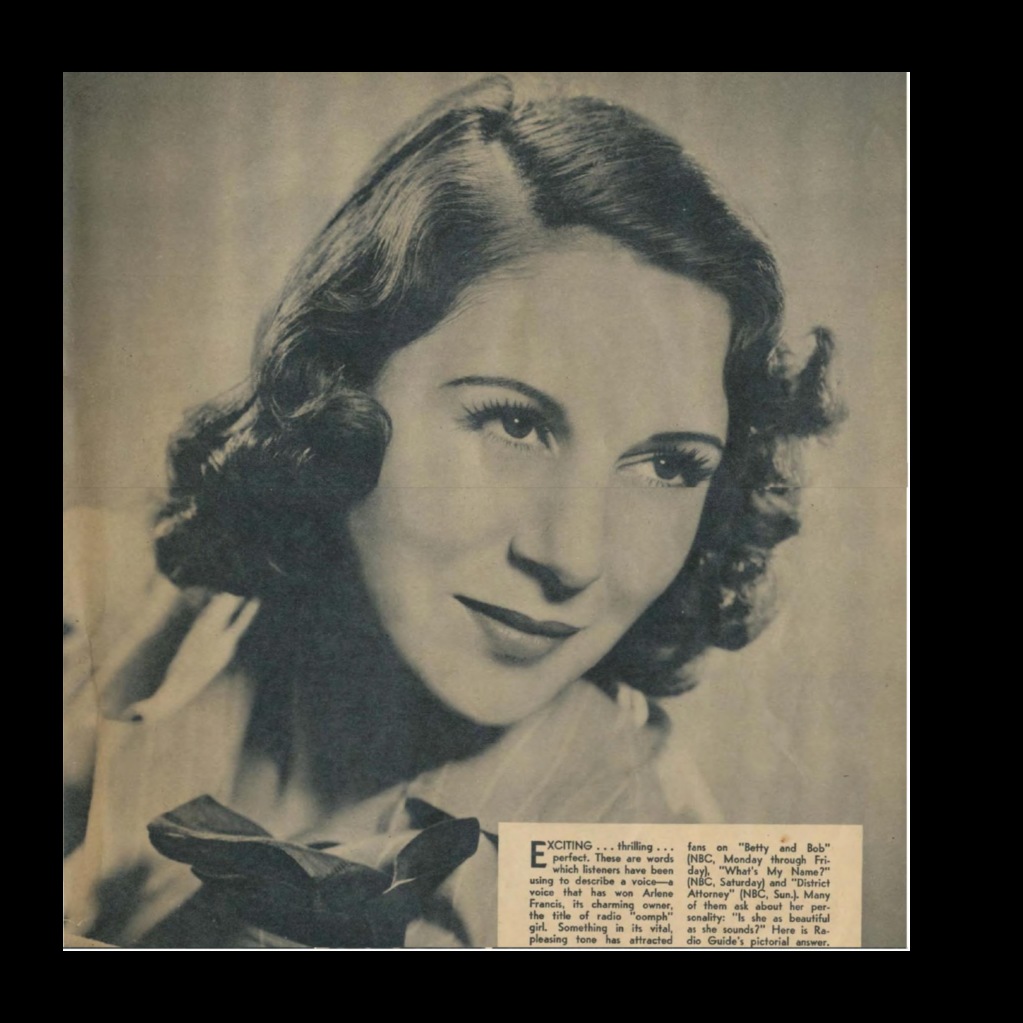 EXCITING . . . thrilling . . .
perfect. These are words
which listeners have been
using to describe a voice—a
voice that has won Arlene
Francis, its charming owner,
the title of radio "oomph"
girl. Something in its vital,
pleasing tone has attracted
fans on "Betty and Bob"
(NBC, Monday through Fri-
day), "What's My Name?"
(NBC, Saturday) and "District
Attorney" (NBC, Sun.). Many
of them ask about her per-
sonality: "Is she as beautiful
as she sounds?" Here is Ra-
dio Guide's pictorial answer.